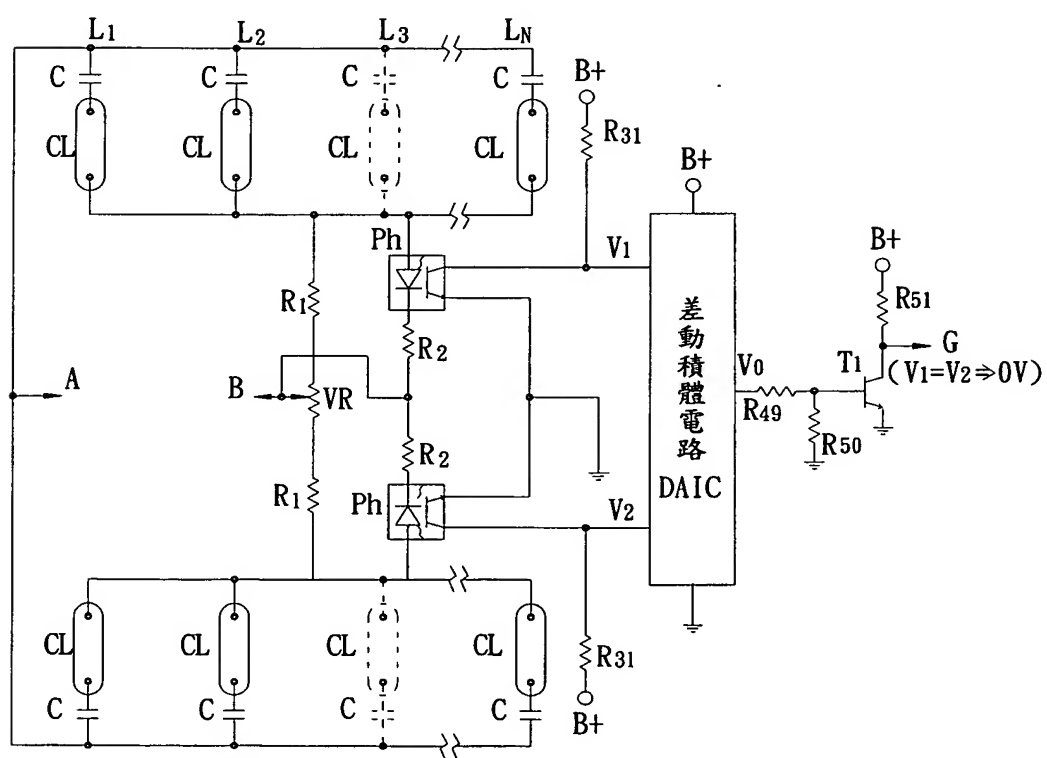 L1 L2 L3 LN
C C C C
CL CL CL CL
B+
R31
B+
Ph
V1
B+
R1
R2
R51
A
B
VR
差動積體電路
DAIC
V0
T1
G
(V1=V2⇒0V)
R49
R50
R2
R1
Ph
V2
CL CL CL CL
R31
C C C C
B+